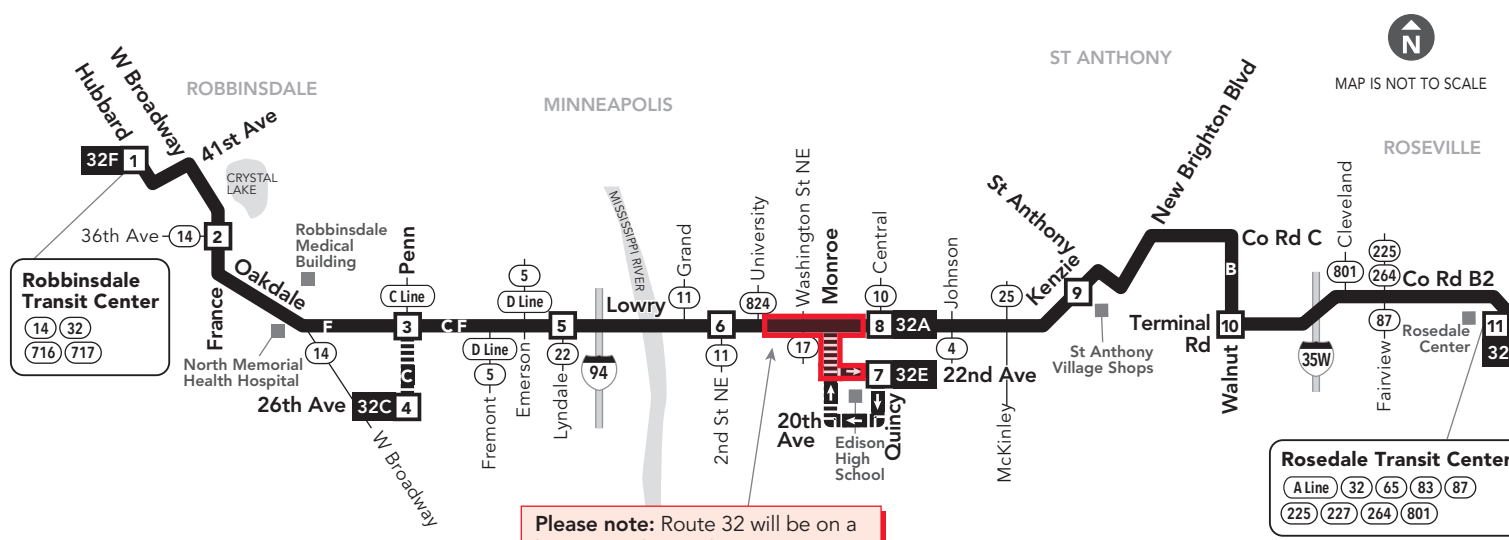 N
MAP IS NOT TO SCALE
ROBBINSDALE
MINNEAPOLIS
ST ANTHONY
ROSEVILLE
Hubbard
W Broadway
41st Ave
32F 1
CRYSTAL
LAKE
36th Ave 14 2
Robbinsdale
Medical
Building
Robbinsdale
Transit Center
14 32
716 717
France
Oakdale
North Memorial
Health Hospital
F
14
Penn
C Line
3
C
26th Ave 32C 4
W Broadway
C F
D Line
5
Fremont
5
D Line
Emerson
5
22
Lyndale
94
Lowry
MISSISSIPPI RIVER
Grand
11
6
11
2nd St NE
University
824
Washington St NE
17
Monroe
Central
10
8 32A
7 32E 22nd Ave
20th
Ave
Edison
High
School
Quincy
Johnson
4
25
McKinley
St Anthony
Kenzie
9
St Anthony
Village Shops
New Brighton Blvd
Co Rd C
B
Terminal
Rd
10
Walnut
35W
Cleveland
801
225
264
87
Fairview
Co Rd B2
Rosedale
Center
11
32
Rosedale Transit Center
A Line 32 65 83 87
225 227 264 801
Please note: Route 32 will be on a